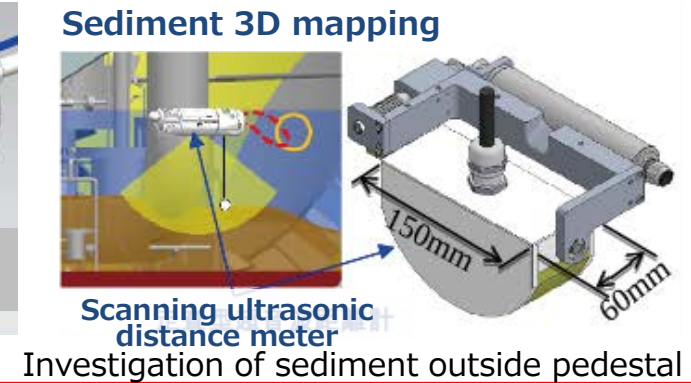 Sediment 3D mapping
150mm
60mm
Scanning ultrasonic
distance meter
Investigation of sediment outside pedestal